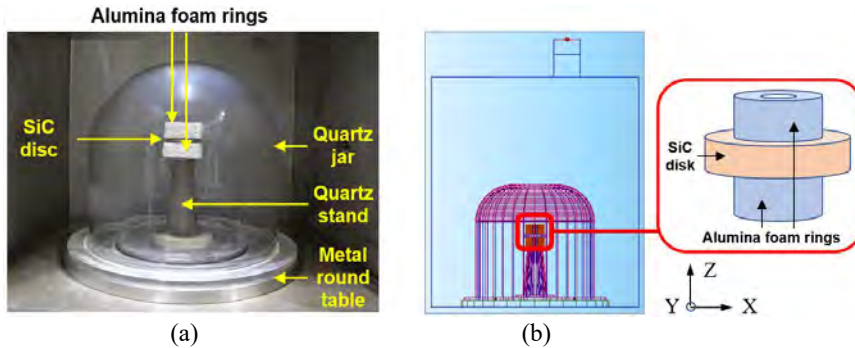 Alumina foam rings
SiC
disc
Quartz
jar
Quartz
stand
Metal
round
table
(a)
SiC
disk
Alumina foam rings
Z
Y
X
(b)